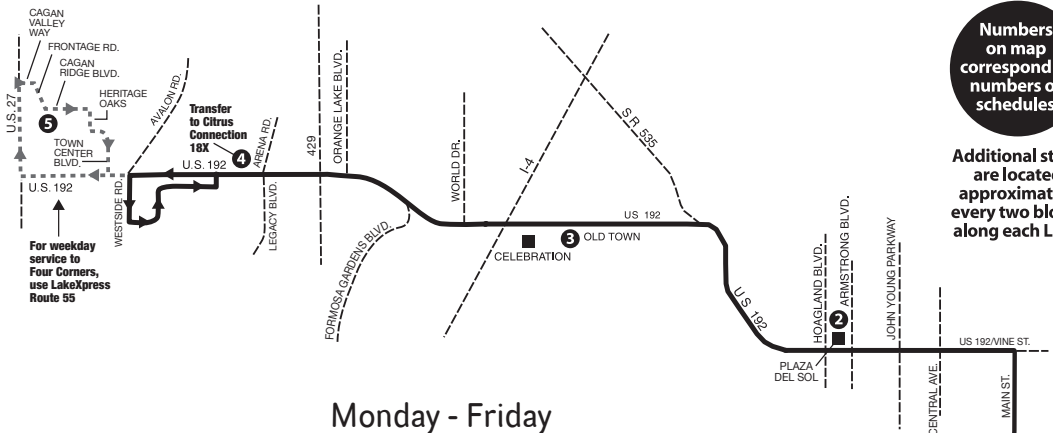 CAGAN
VALLEY
WAY
FRONTAGE RD.
CAGAN
RIDGE BLVD.
HERITAGE
OAKS
U.S. 27
5
TOWN
CENTER
BLVD.
U.S. 192
For weekday
service to
Four Corners,
use LakeXpress
Route 55
AVALON RD.
WESTSIDE RD.
Transfer
to Citrus
Connection
18X
4
U.S. 192
ARENA RD.
LEGACY BLVD.
429
ORANGE LAKE BLVD.
FORMOSA GARDENS BLVD.
WORLD DR.
I-4
S R 535
US 192
3
OLD TOWN
CELEBRATION
U S 192
HOAGLAND BLVD.
2
ARMSTRONG BLVD.
PLAZA
DEL SOL
JOHN YOUNG PARKWAY
CENTRAL AVE.
US 192/VINE ST.
MAIN ST.
Numbers
on map
correspond
numbers o
schedules
Additional st
are locate
approximat
every two blo
along each L
Monday - Friday